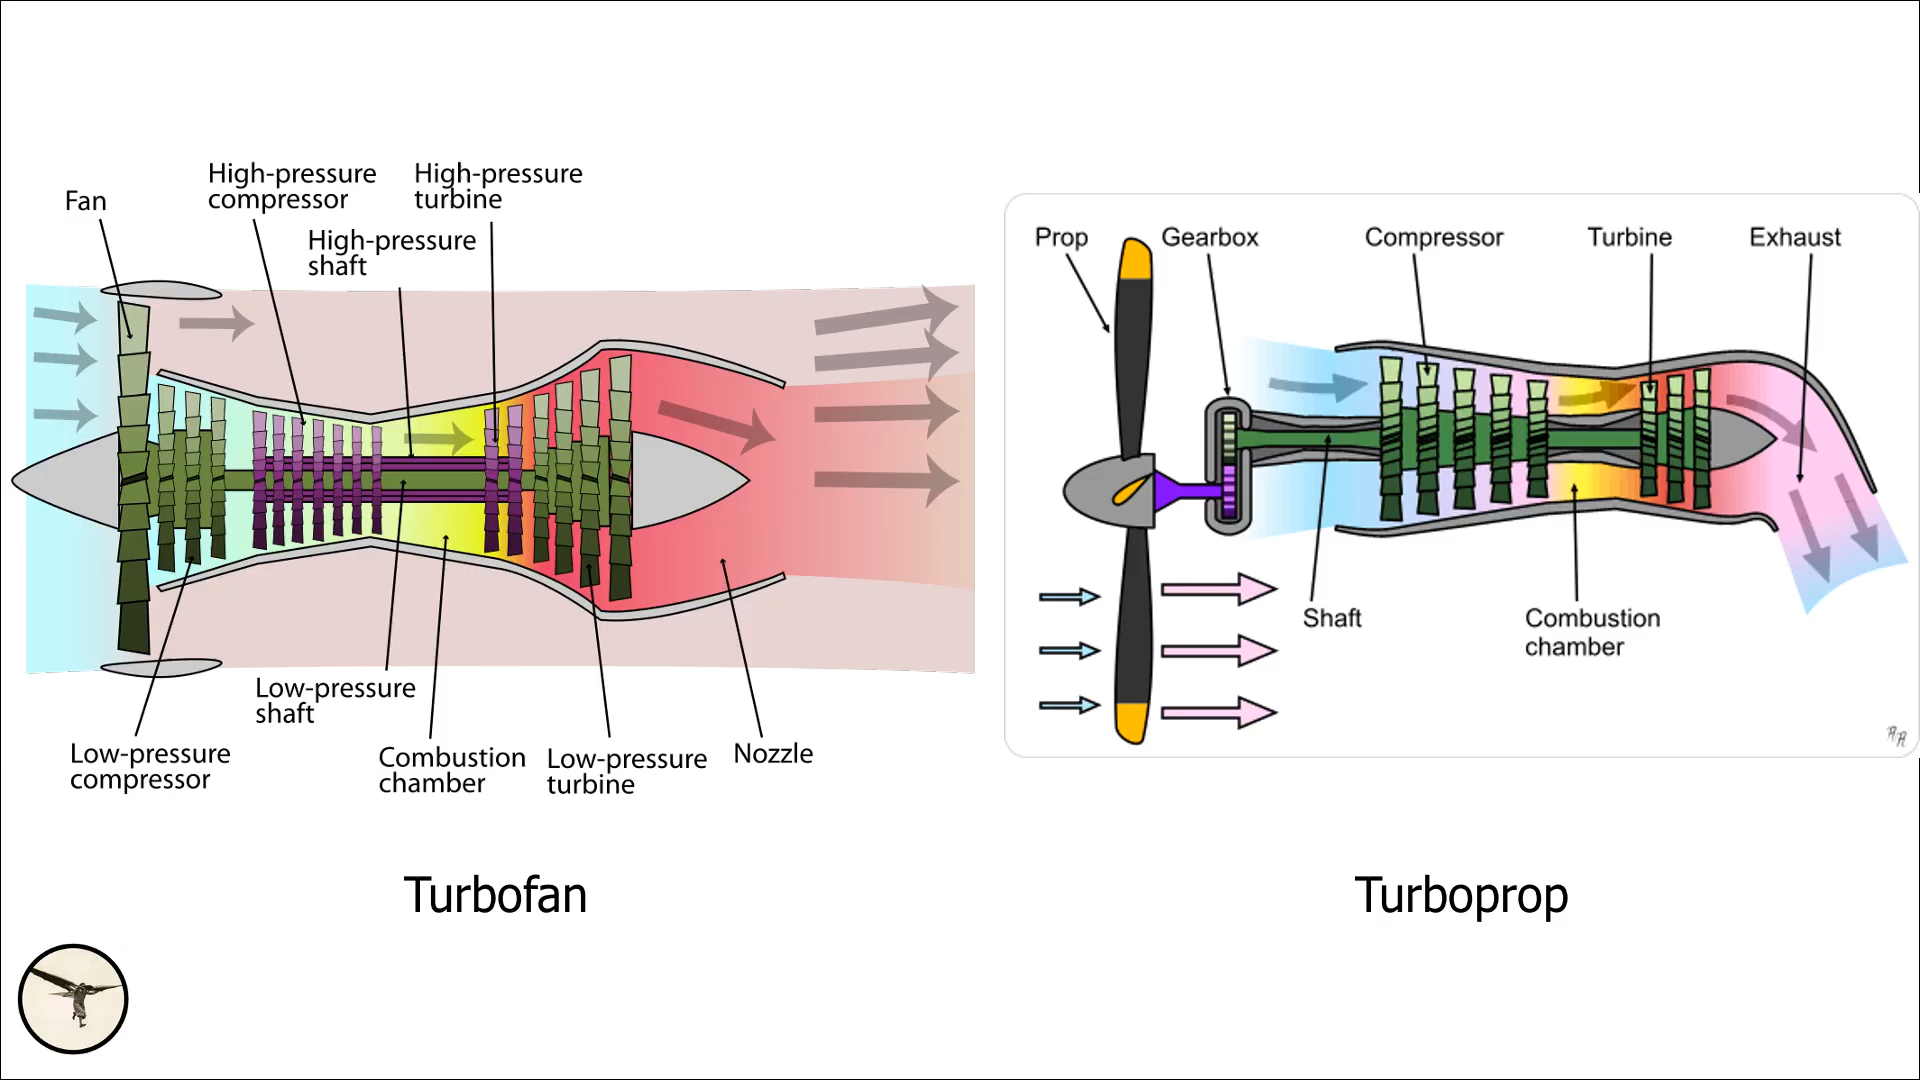 Fan
High-pressure
compressor
High-pressure
turbine
High-pressure
shaft
Low-pressure
shaft
Low-pressure
compressor
Combustion
chamber
Low-pressure
turbine
Nozzle
Turbofan
Prop
Gearbox
Compressor
Turbine
Exhaust
Shaft
Combustion
chamber
Turboprop